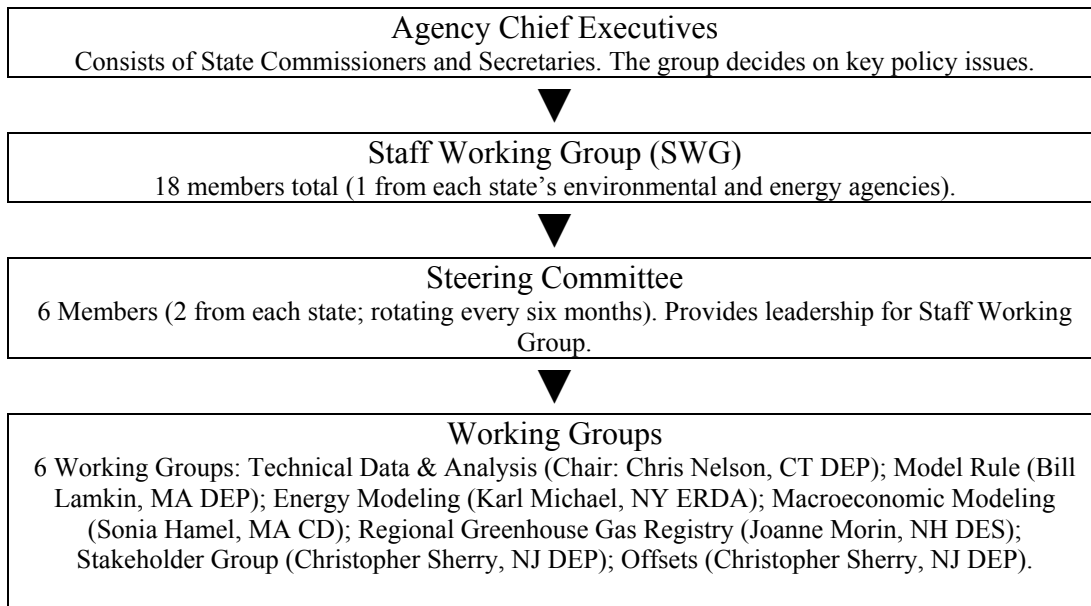 Agency Chief Executives
Consists of State Commissioners and Secretaries. The group decides on key policy issues.
Staff Working Group (SWG)
18 members total (1 from each state’s environmental and energy agencies).
Steering Committee
6 Members (2 from each state; rotating every six months). Provides leadership for Staff Working
Group.
Working Groups
6 Working Groups: Technical Data & Analysis (Chair: Chris Nelson, CT DEP); Model Rule (Bill
Lamkin, MA DEP); Energy Modeling (Karl Michael, NY ERDA); Macroeconomic Modeling
(Sonia Hamel, MA CD); Regional Greenhouse Gas Registry (Joanne Morin, NH DES);
Stakeholder Group (Christopher Sherry, NJ DEP); Offsets (Christopher Sherry, NJ DEP).